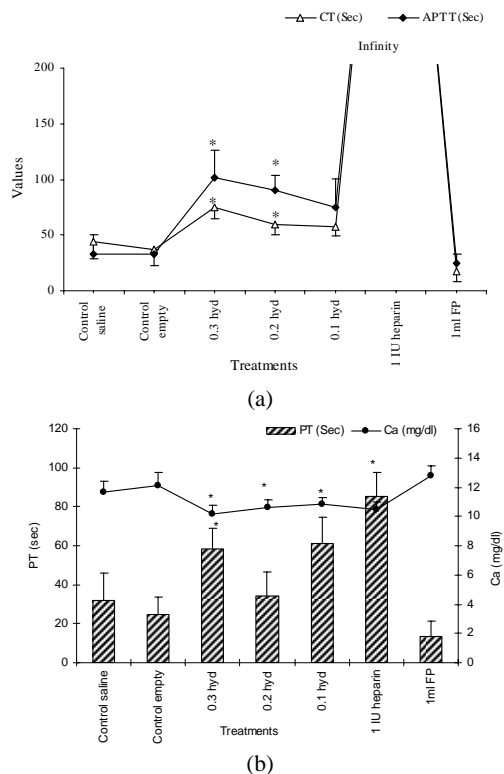 CT (Sec) APTT (Sec)
Infinity
200
150
100
50
0
Values
* *
* *
Control saline
Control empty
0.3 hyd
0.2 hyd
0.1 hyd
1 IU heparin
1ml FP
Treatments
(a)
PT (Sec) Ca (mg/dl)
120
100
80
60
40
20
0
PT (sec)
16
14
12
10
8
6
4
2
0
Ca (mg/dl)
* * * *
*
Control saline
Control empty
0.3 hyd
0.2 hyd
0.1 hyd
1 IU heparin
1ml FP
Treatments
(b)